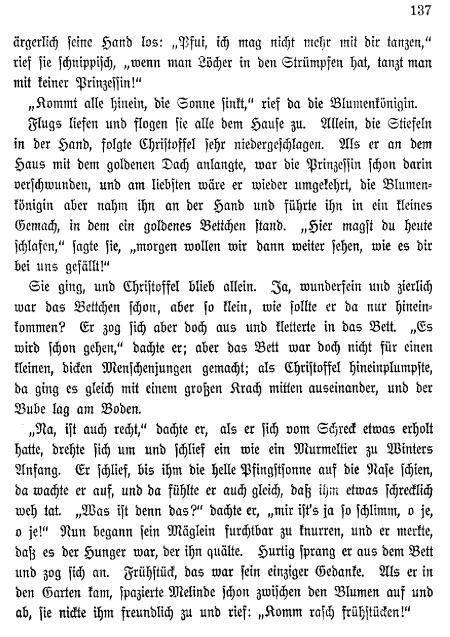 137
ärgerlich seine Hand los: „Pfui, ich mag nicht mehr mit dir tanzen,“
rief sie schnippisch, „wenn man Löcher in den Strümpfen hat, tanzt man
mit keiner Prinzessin!“
„Kommt alle hinein, die Sonne sinkt,“ rief da die Blumenkönigin.
Flugs liefen und flogen sie alle dem Hause zu. Allein, die Stiefeln
in der Hand, folgte Christoffel sehr niedergeschlagen. Als er an dem
Haus mit dem goldenen Dach anlangte, war die Prinzessin schon darin
verschwunden, und am liebsten wäre er wieder umgekehrt, die Blumen-
königin aber nahm ihn an der Hand und führte ihn in ein kleines
Gemach, in dem ein goldenes Bettchen stand. „Hier magst du heute
schlafen,“ sagte sie, „morgen wollen wir dann weiter sehen, wie es dir
bei uns gefällt!“
Sie ging, und Christoffel blieb allein. Ja, wunderfein und zierlich
war das Bettchen schon, aber so klein, wie sollte er da nur hinein-
kommen? Er zog sich aber doch aus und kletterte in das Bett. „Es
wird schon gehen,“ dachte er; aber das Bett war doch nicht für einen
kleinen, dicken Menschenjungen gemacht; als Christoffel hineinplumpste,
da ging es gleich mit einem großen Krach mitten auseinander, und der
Bube lag am Boden.
„Na, ist auch recht,“ dachte er, als er sich vom Schreck etwas erholt
hatte, drehte sich um und schlief ein wie ein Murmeltier zu Winters
Anfang. Er schlief, bis ihm die helle Pfingstsonne auf die Nase schien,
da wachte er auf, und da fühlte er auch gleich, daß ihm etwas schrecklich
weh tat. „Was ist denn das?“ dachte er, „mir ist's ja so schlimm, o je,
o je!“ Nun begann sein Mäglein furchtbar zu knurren, und er merkte,
daß es der Hunger war, der ihn quälte. Hurtig sprang er aus dem Bett
und zog sich an. Frühstück, das war sein einziger Gedanke. Als er in
den Garten kam, spazierte Melinde schon zwischen den Blumen auf und
ab, sie nickte ihm freundlich zu und rief: „Komm rasch frühstücken!“